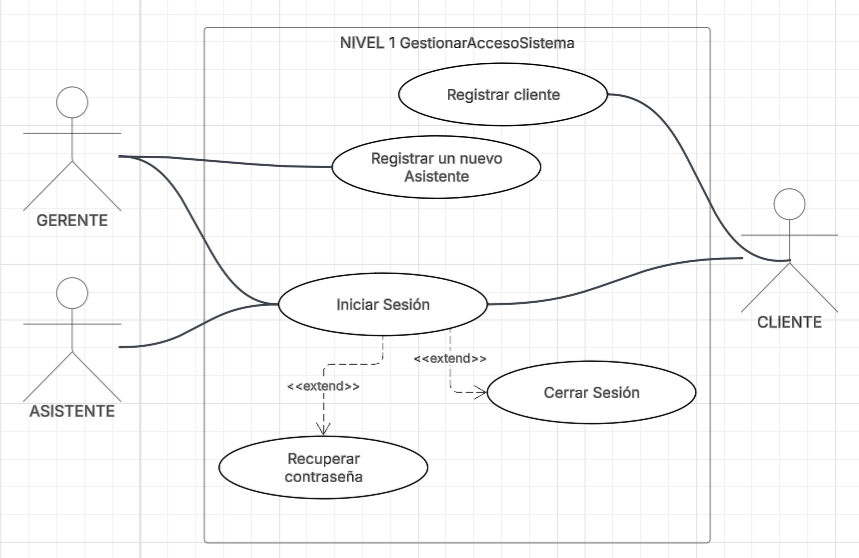 NIVEL 1 GestionarAccesoSistema
Registrar cliente
Registrar un nuevo
Asistente
GERENTE
Iniciar Sesión
CLIENTE
ASISTENTE
<<extend>>
<<extend>>
Cerrar Sesión
Recuperar
contraseña